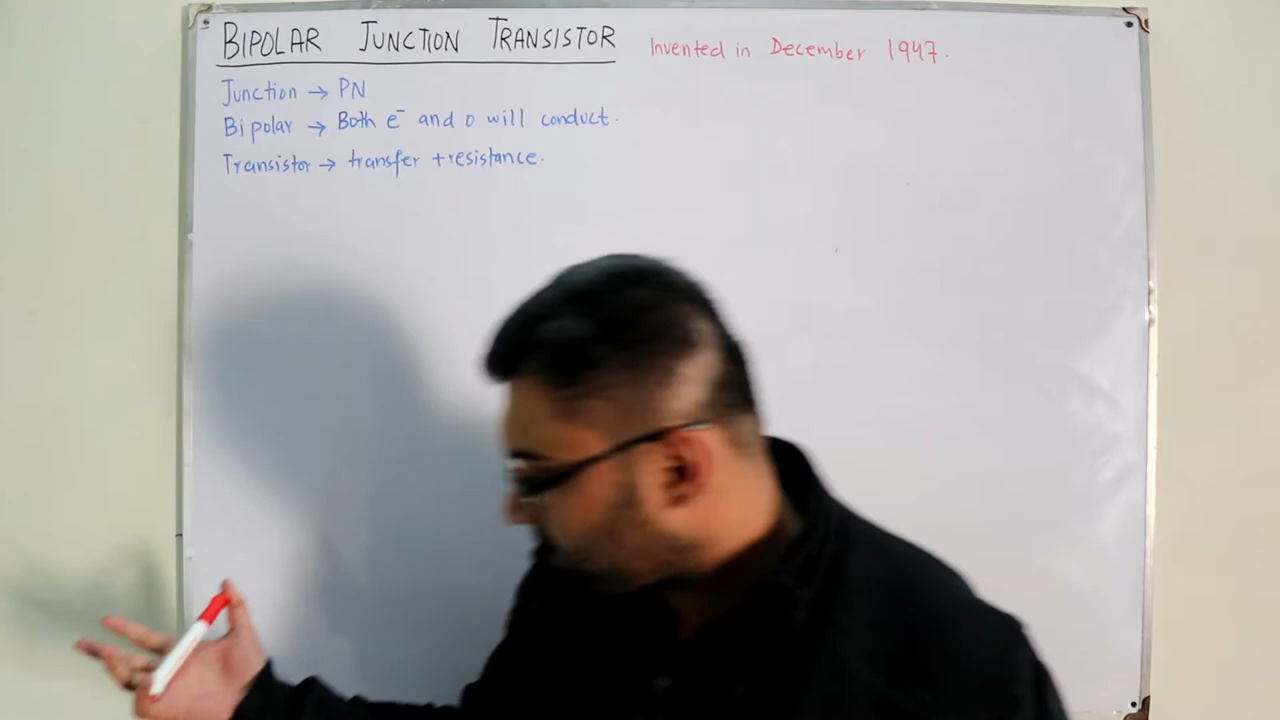 BIPOLAR JUNCTION TRANSISTOR Invented in December 1947.
Junction → PN
Bipolar → Both e⁻ and o will conduct.
Transistor → transfer + resistance.